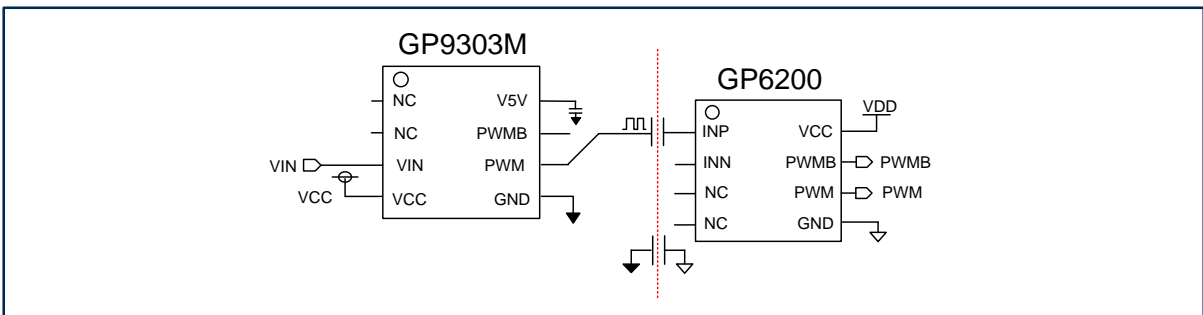 GP9303M
NC V5V
NC PWMB
VIN VIN PWM
VCC VCC GND
GP6200
INP VCC VDD
INN PWMB PWMB
NC PWM PWM
NC GND